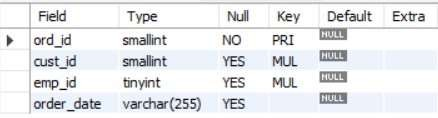 Field Type Null Key Default Extra
ord_id smallint NO PRI NULL
cust_id smallint YES MUL NULL
emp_id tinyint YES MUL NULL
order_date varchar(255) YES NULL